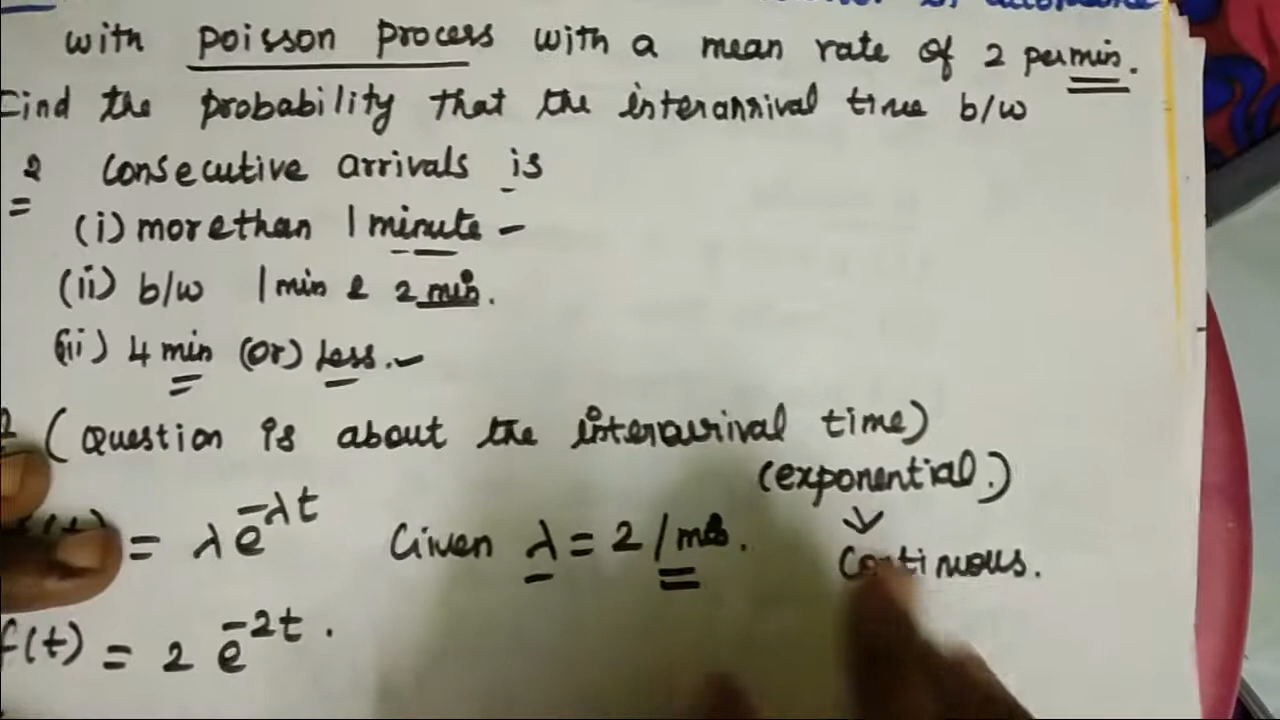 with poisson process with a mean rate of 2 per min.
Find the probability that the interarrival time b/w
2 consecutive arrivals is
(i) more than 1 minute -
(ii) b/w 1 min & 2 min.
(iii) 4 min (or) less.
(Question is about the interarrival time)
(exponential.)
f(t) = λ e^-λt Given λ = 2/min.
Continuous.
f(t) = 2 e^-2t.